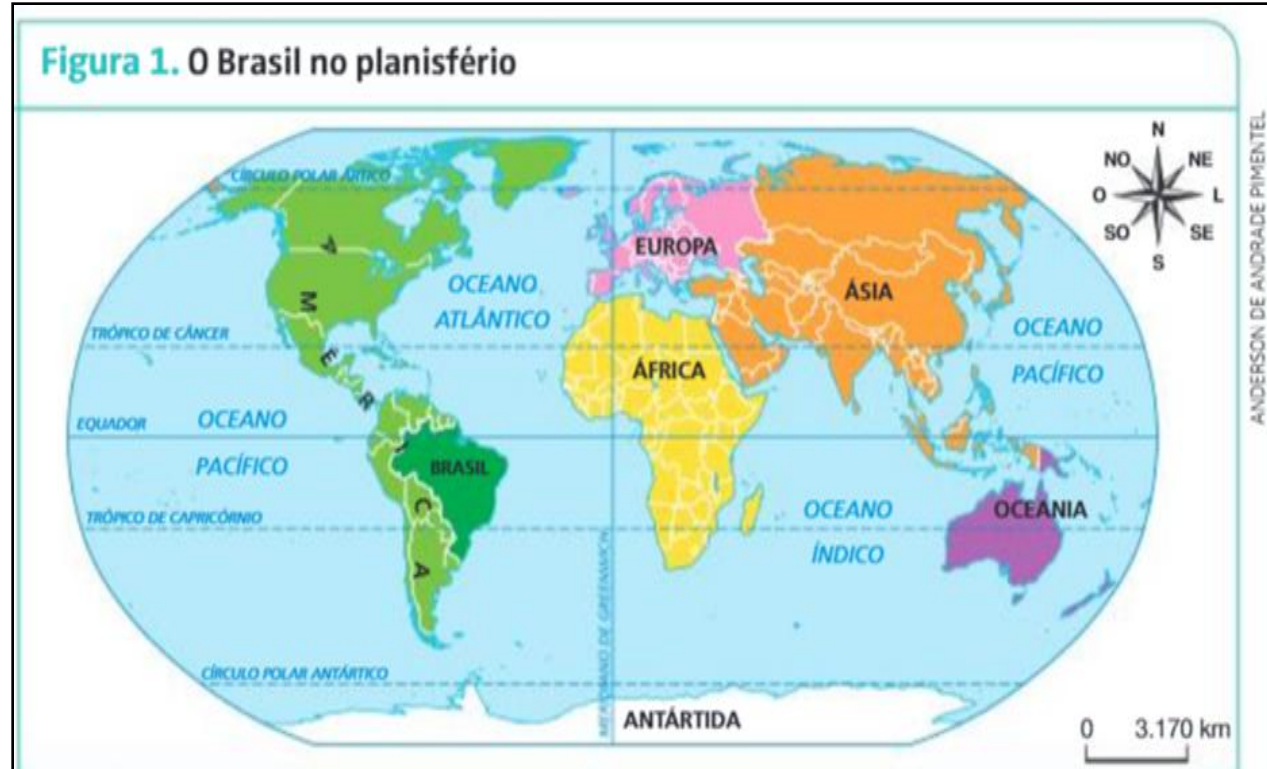 Figura 1. O Brasil no planisfério
ANDERSON DE ANDRADE PIMENTEL
N
NO NE
O L
SO SE
S
CÍRCULO POLAR ÁRTICO
EUROPA
ÁSIA
OCEANO
ATLÂNTICO
OCEANO
PACÍFICO
TRÓPICO DE CÂNCER
ÁFRICA
AMÉRICA
EQUADOR
OCEANO
PACÍFICO
BRASIL
TRÓPICO DE CAPRICÓRNIO
OCEANO
ÍNDICO
OCEANIA
MERIDIANO DE GREENWICH
CÍRCULO POLAR ANTÁRTICO
ANTÁRTIDA
0 3.170 km